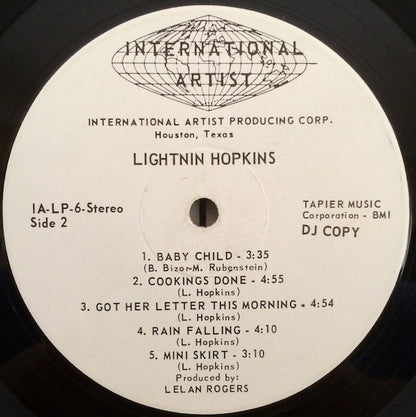 INTERNATIONAL
ARTIST
INTERNATIONAL ARTIST PRODUCING CORP.
Houston, Texas
LIGHTNIN HOPKINS
IA-LP-6-Stereo
Side 2
TAPIER MUSIC
Corporation - BMI
DJ COPY
1. BABY CHILD - 3:35
(B. Bizor-M. Rubenstein)
2. COOKINGS DONE - 4:55
(L. Hopkins)
3. GOT HER LETTER THIS MORNING - 4:54
(L. Hopkins)
4. RAIN FALLING - 4:10
(L. Hopkins)
5. MINI SKIRT - 3:10
(L. Hopkins)
Produced by:
LELAN ROGERS